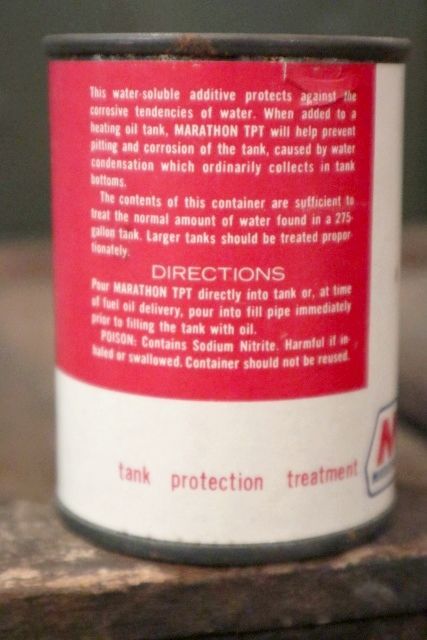 This water-soluble additive protects against the
corrosive tendencies of water. When added to a
heating oil tank, MARATHON TPT will help prevent
pitting and corrosion of the tank, caused by water
condensation which ordinarily collects in tank
bottoms.
The contents of this container are sufficient to
treat the normal amount of water found in a 275-
gallon tank. Larger tanks should be treated propor-
tionately.
DIRECTIONS
Pour MARATHON TPT directly into tank or, at time
of fuel oil delivery, pour into fill pipe immediately
prior to filling the tank with oil.
POISON: Contains Sodium Nitrite. Harmful if in-
haled or swallowed. Container should not be reused.
tank protection treatment
M